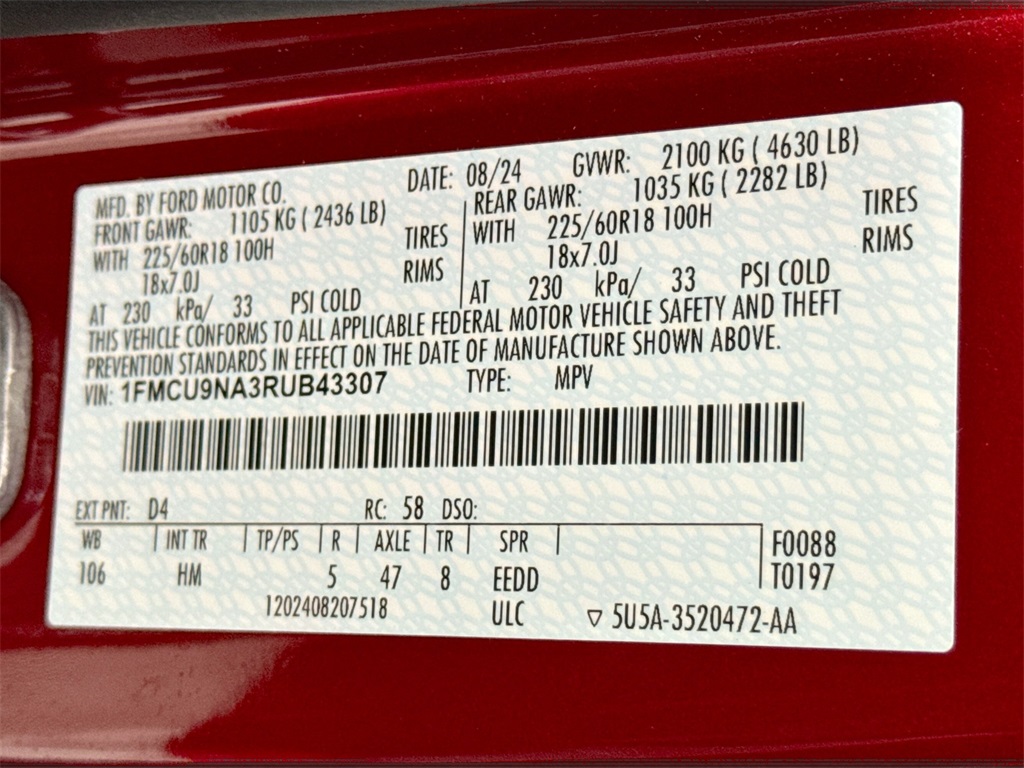 MFD. BY FORD MOTOR CO. DATE: 08/24 GVWR: 2100 KG ( 4630 LB)
FRONT GAWR: 1105 KG ( 2436 LB) REAR GAWR: 1035 KG ( 2282 LB)
WITH 225/60R18 100H TIRES WITH 225/60R18 100H TIRES
18x7.0J RIMS 18x7.0J RIMS
AT 230 kPa/ 33 PSI COLD AT 230 kPa/ 33 PSI COLD
THIS VEHICLE CONFORMS TO ALL APPLICABLE FEDERAL MOTOR VEHICLE SAFETY AND THEFT
PREVENTION STANDARDS IN EFFECT ON THE DATE OF MANUFACTURE SHOWN ABOVE.
VIN: 1FMCU9NA3RUB43307 TYPE: MPV
EXT PNT: D4 RC: 58 DSO:
WB INT TR TP/PS R AXLE TR SPR F0088
106 HM 5 47 8 EEDD T0197
1202408207518 ULC ▽ 5U5A-3520472-AA